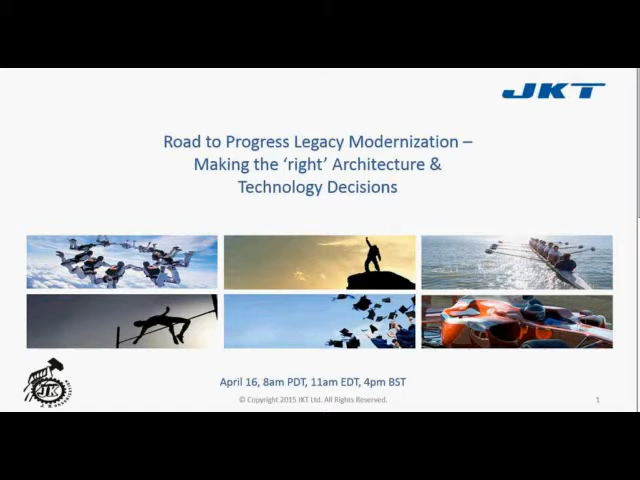 JKT
Road to Progress Legacy Modernization –
Making the ‘right’ Architecture &
Technology Decisions
JK
April 16, 8am PDT, 11am EDT, 4pm BST
© Copyright 2015 JKT Ltd. All Rights Reserved.
1